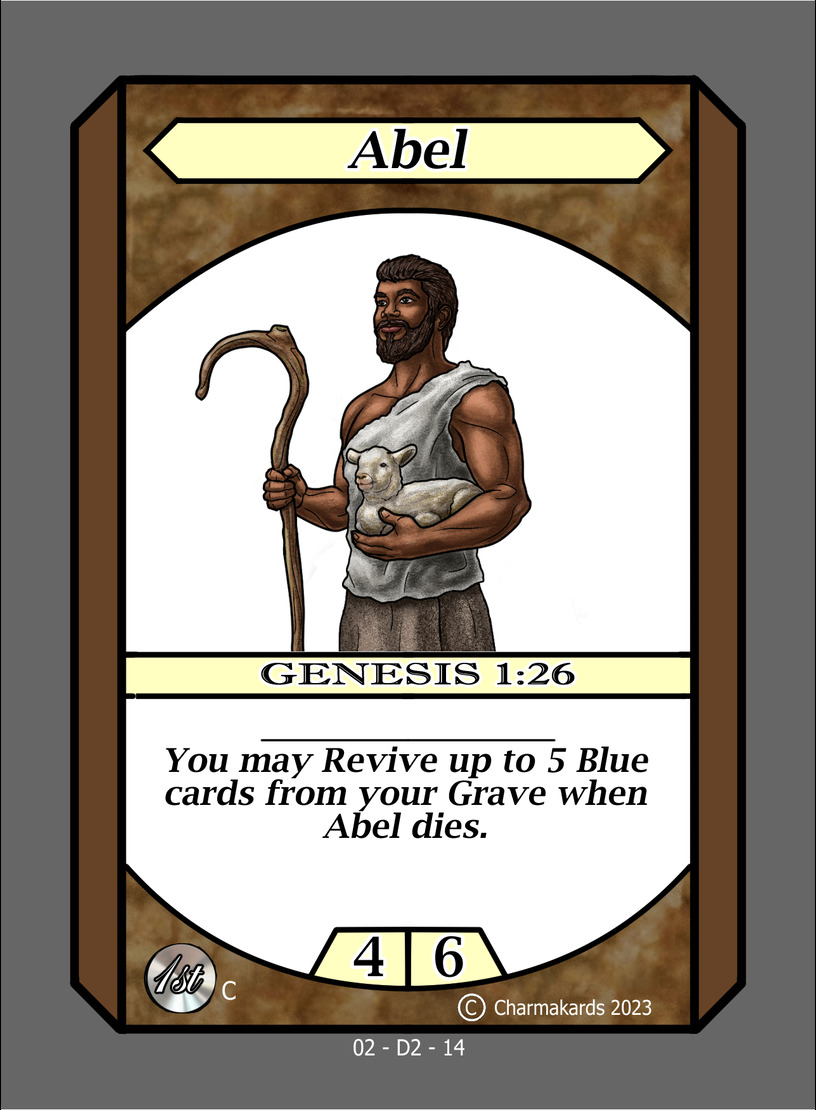 Abel
GENESIS 1:26
You may Revive up to 5 Blue
cards from your Grave when
Abel dies.
4 6
1st C
© Charmakards 2023
02 - D2 - 14